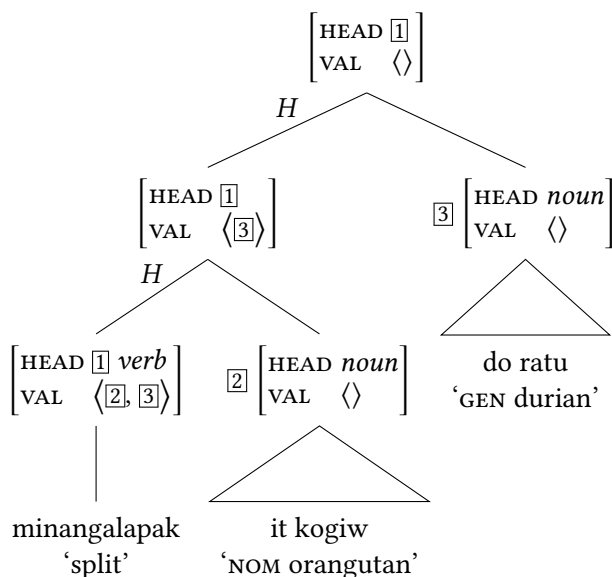 [HEAD [1]
VAL ⟨⟩]
H
[HEAD [1]
VAL ⟨[3]⟩]
[3] [HEAD noun
VAL ⟨⟩]
H
[HEAD [1] verb
VAL ⟨[2], [3]⟩]
[2] [HEAD noun
VAL ⟨⟩]
do ratu
‘GEN durian’
minangalapak
‘split’
it kogiw
‘NOM orangutan’